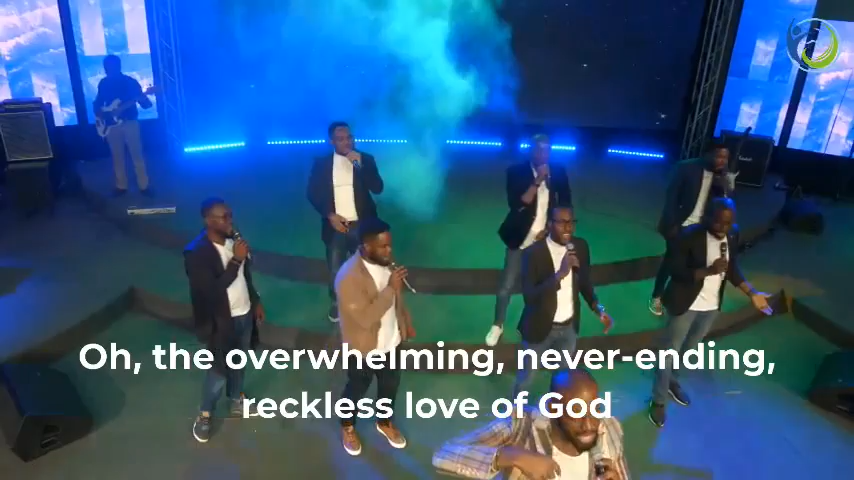 Oh, the overwhelming, never-ending,
reckless love of God